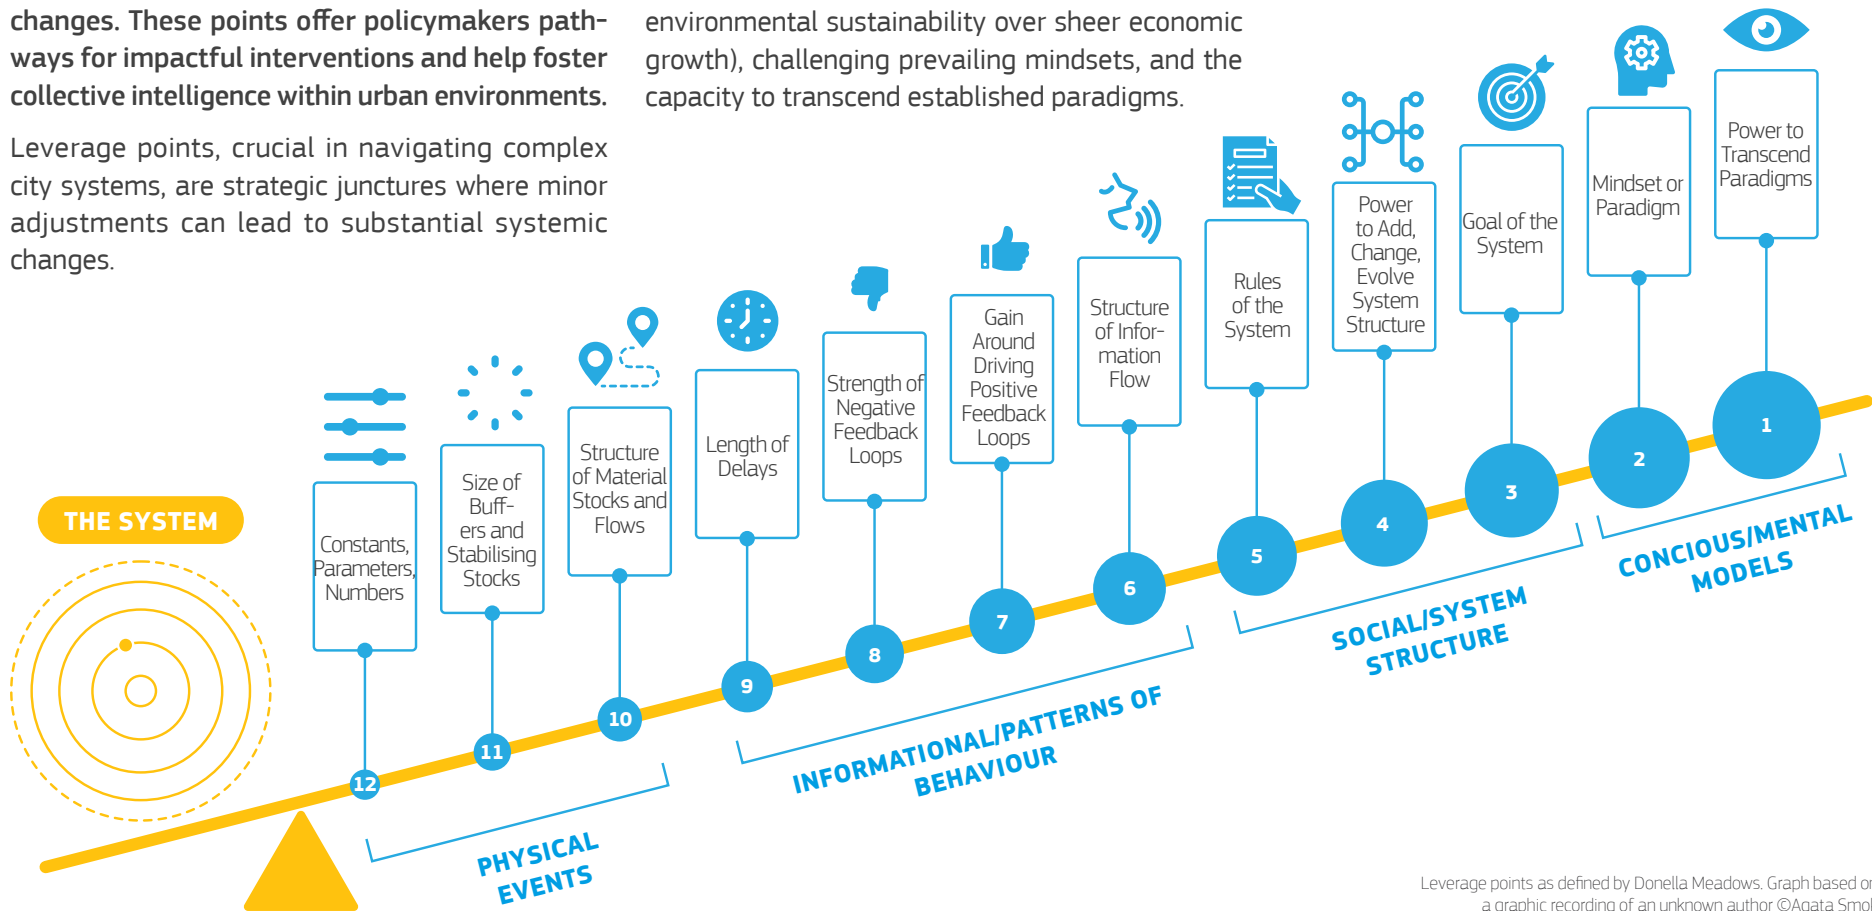 changes. These points offer policymakers path-
ways for impactful interventions and help foster
collective intelligence within urban environments.
Leverage points, crucial in navigating complex
city systems, are strategic junctures where minor
adjustments can lead to substantial systemic
changes.
environmental sustainability over sheer economic
growth), challenging prevailing mindsets, and the
capacity to transcend established paradigms.
THE SYSTEM
Constants,
Parameters,
Numbers
Size of
Buff-
ers and
Stabilising
Stocks
Structure
of Material
Stocks and
Flows
Length of
Delays
Strength of
Negative
Feedback
Loops
Gain
Around
Driving
Positive
Feedback
Loops
Structure
of Infor-
mation
Flow
Rules
of the
System
Power
to Add,
Change,
Evolve
System
Structure
Goal of the
System
Mindset or
Paradigm
Power to
Transcend
Paradigms
12
11
10
9
8
7
6
5
4
3
2
1
PHYSICAL
EVENTS
INFORMATIONAL/PATTERNS OF
BEHAVIOUR
SOCIAL/SYSTEM
STRUCTURE
CONCIOUS/MENTAL
MODELS
Leverage points as defined by Donella Meadows. Graph based on
a graphic recording of an unknown author ©Agata Smok